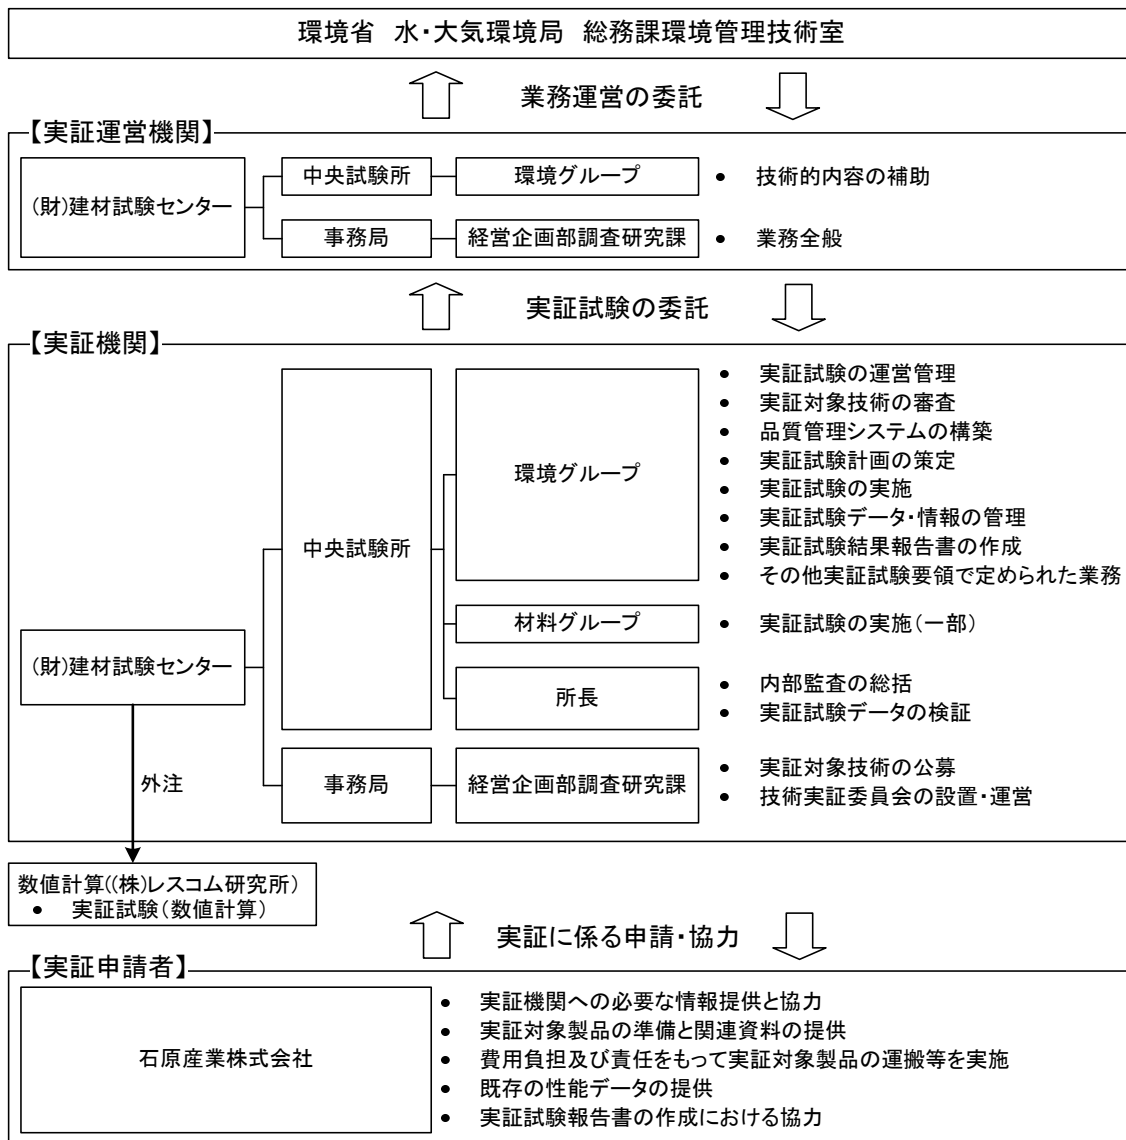 環境省　水・大気環境局　総務課環境管理技術室
業務運営の委託
【実証運営機関】
(財)建材試験センター
中央試験所
環境グループ
● 技術的内容の補助
事務局
経営企画部調査研究課
● 業務全般
実証試験の委託
【実証機関】
(財)建材試験センター
中央試験所
環境グループ
● 実証試験の運営管理
● 実証対象技術の審査
● 品質管理システムの構築
● 実証試験計画の策定
● 実証試験の実施
● 実証試験データ・情報の管理
● 実証試験結果報告書の作成
● その他実証試験要領で定められた業務
材料グループ
● 実証試験の実施(一部)
所長
● 内部監査の総括
● 実証試験データの検証
事務局
経営企画部調査研究課
● 実証対象技術の公募
● 技術実証委員会の設置・運営
外注
数値計算((株)レスコム研究所)
● 実証試験(数値計算)
実証に係る申請・協力
【実証申請者】
石原産業株式会社
● 実証機関への必要な情報提供と協力
● 実証対象製品の準備と関連資料の提供
● 費用負担及び責任をもって実証対象製品の運搬等を実施
● 既存の性能データの提供
● 実証試験報告書の作成における協力